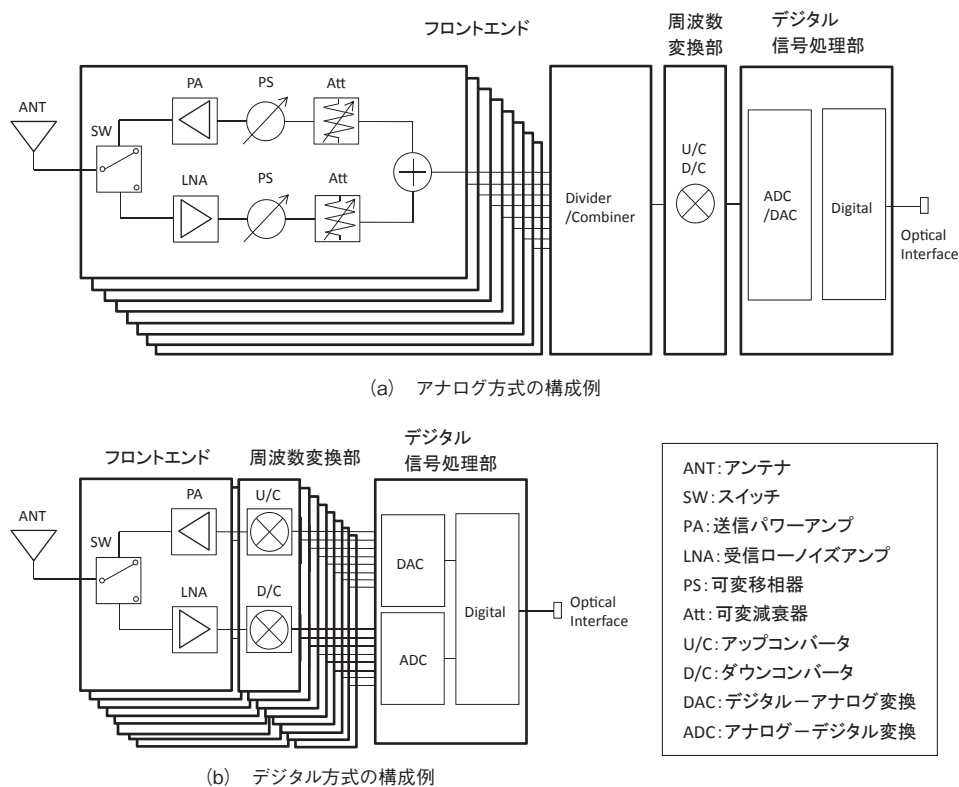 フロントエンド
周波数
変換部
デジタル
信号処理部
ANT
SW
PA
PS
Att
LNA
PS
Att
Divider
/Combiner
U/C
D/C
ADC
/DAC
Digital
Optical
Interface
(a) アナログ方式の構成例
フロントエンド
周波数変換部
デジタル
信号処理部
ANT
SW
PA
U/C
LNA
D/C
DAC
ADC
Digital
Optical
Interface
(b) デジタル方式の構成例
ANT:アンテナ
SW:スイッチ
PA:送信パワーアンプ
LNA:受信ローノイズアンプ
PS:可変移相器
Att:可変減衰器
U/C:アップコンバータ
D/C:ダウンコンバータ
DAC:デジタルーアナログ変換
ADC:アナログーデジタル変換